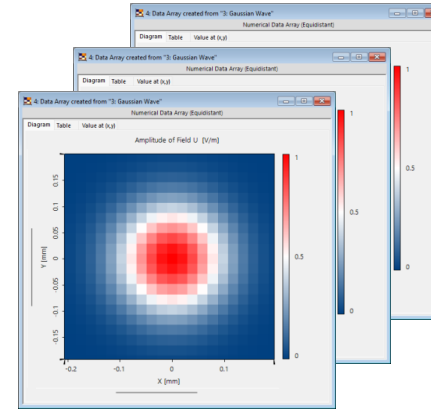 4: Data Array created from "3: Gaussian Wave"
Numerical Data Array (Equidistant)
Diagram Table Value at (x,y)
1
0.5
0
4: Data Array created from "3: Gaussian Wave"
Numerical Data Array (Equidistant)
Diagram Table Value at (x,y)
1
0.5
0
4: Data Array created from "3: Gaussian Wave"
Numerical Data Array (Equidistant)
Diagram Table Value at (x,y)
Amplitude of Field U [V/m]
1
0.5
0
Y [mm]
0.15
0.1
0.05
0
-0.05
-0.1
-0.15
-0.2 -0.1 0 0.1
X [mm]